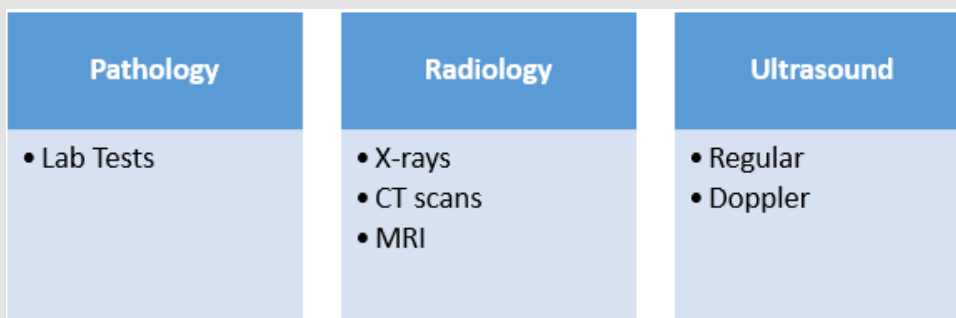 Pathology
• Lab Tests
Radiology
• X-rays
• CT scans
• MRI
Ultrasound
• Regular
• Doppler